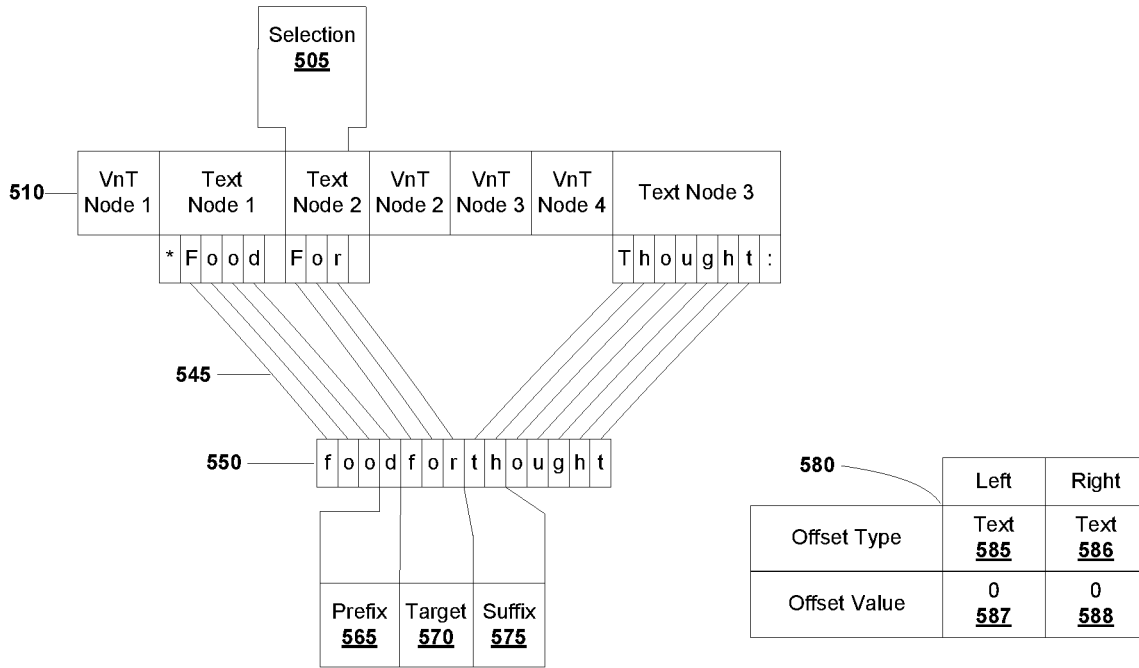 Selection
505
510
VnT Node 1
Text Node 1
Text Node 2
VnT Node 2
VnT Node 3
VnT Node 4
Text Node 3
* F o o d F o r T h o u g h t :
545
550
f o o d f o r t h o u g h t
580
Left Right
Offset Type Text 585 Text 586
Offset Value 0 587 0 588
Prefix 565
Target 570
Suffix 575